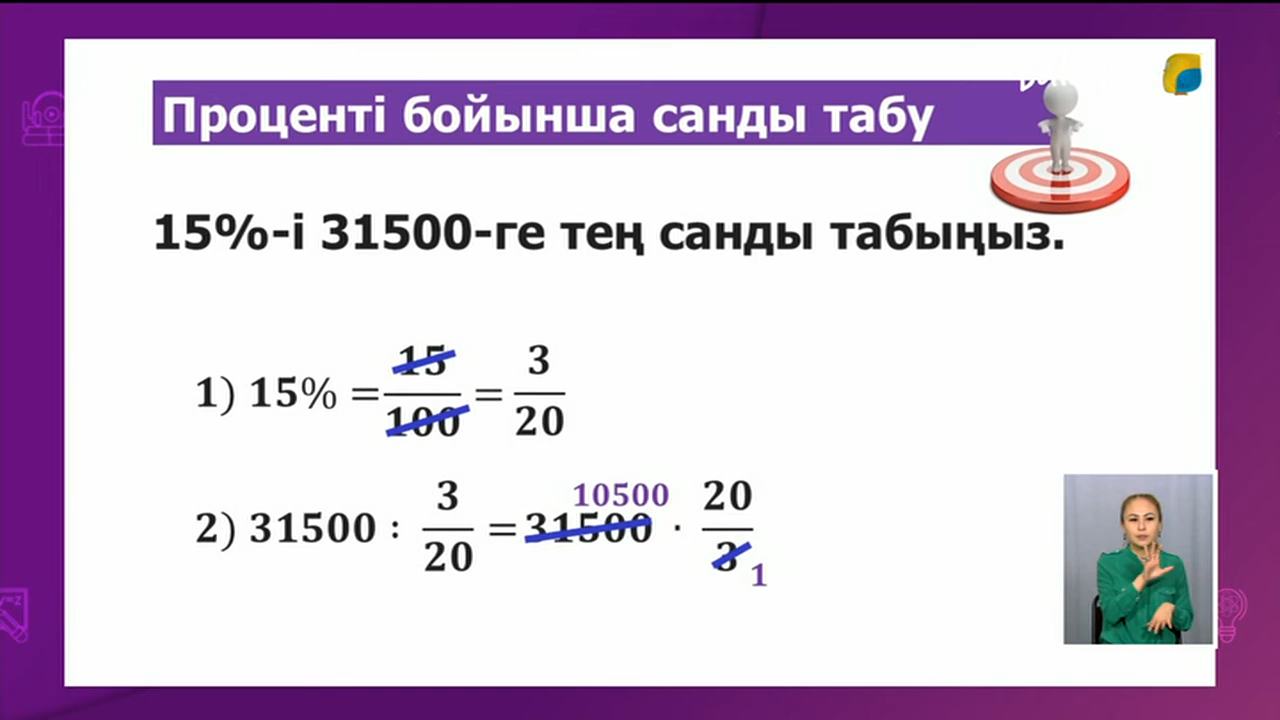 Проценті бойынша санды табу
15%-і 31500-ге тең санды табыңыз.
1) 15% = 15/100 = 3/20
2) 31500 : 3/20 = 31500 · 20/3
10500
1